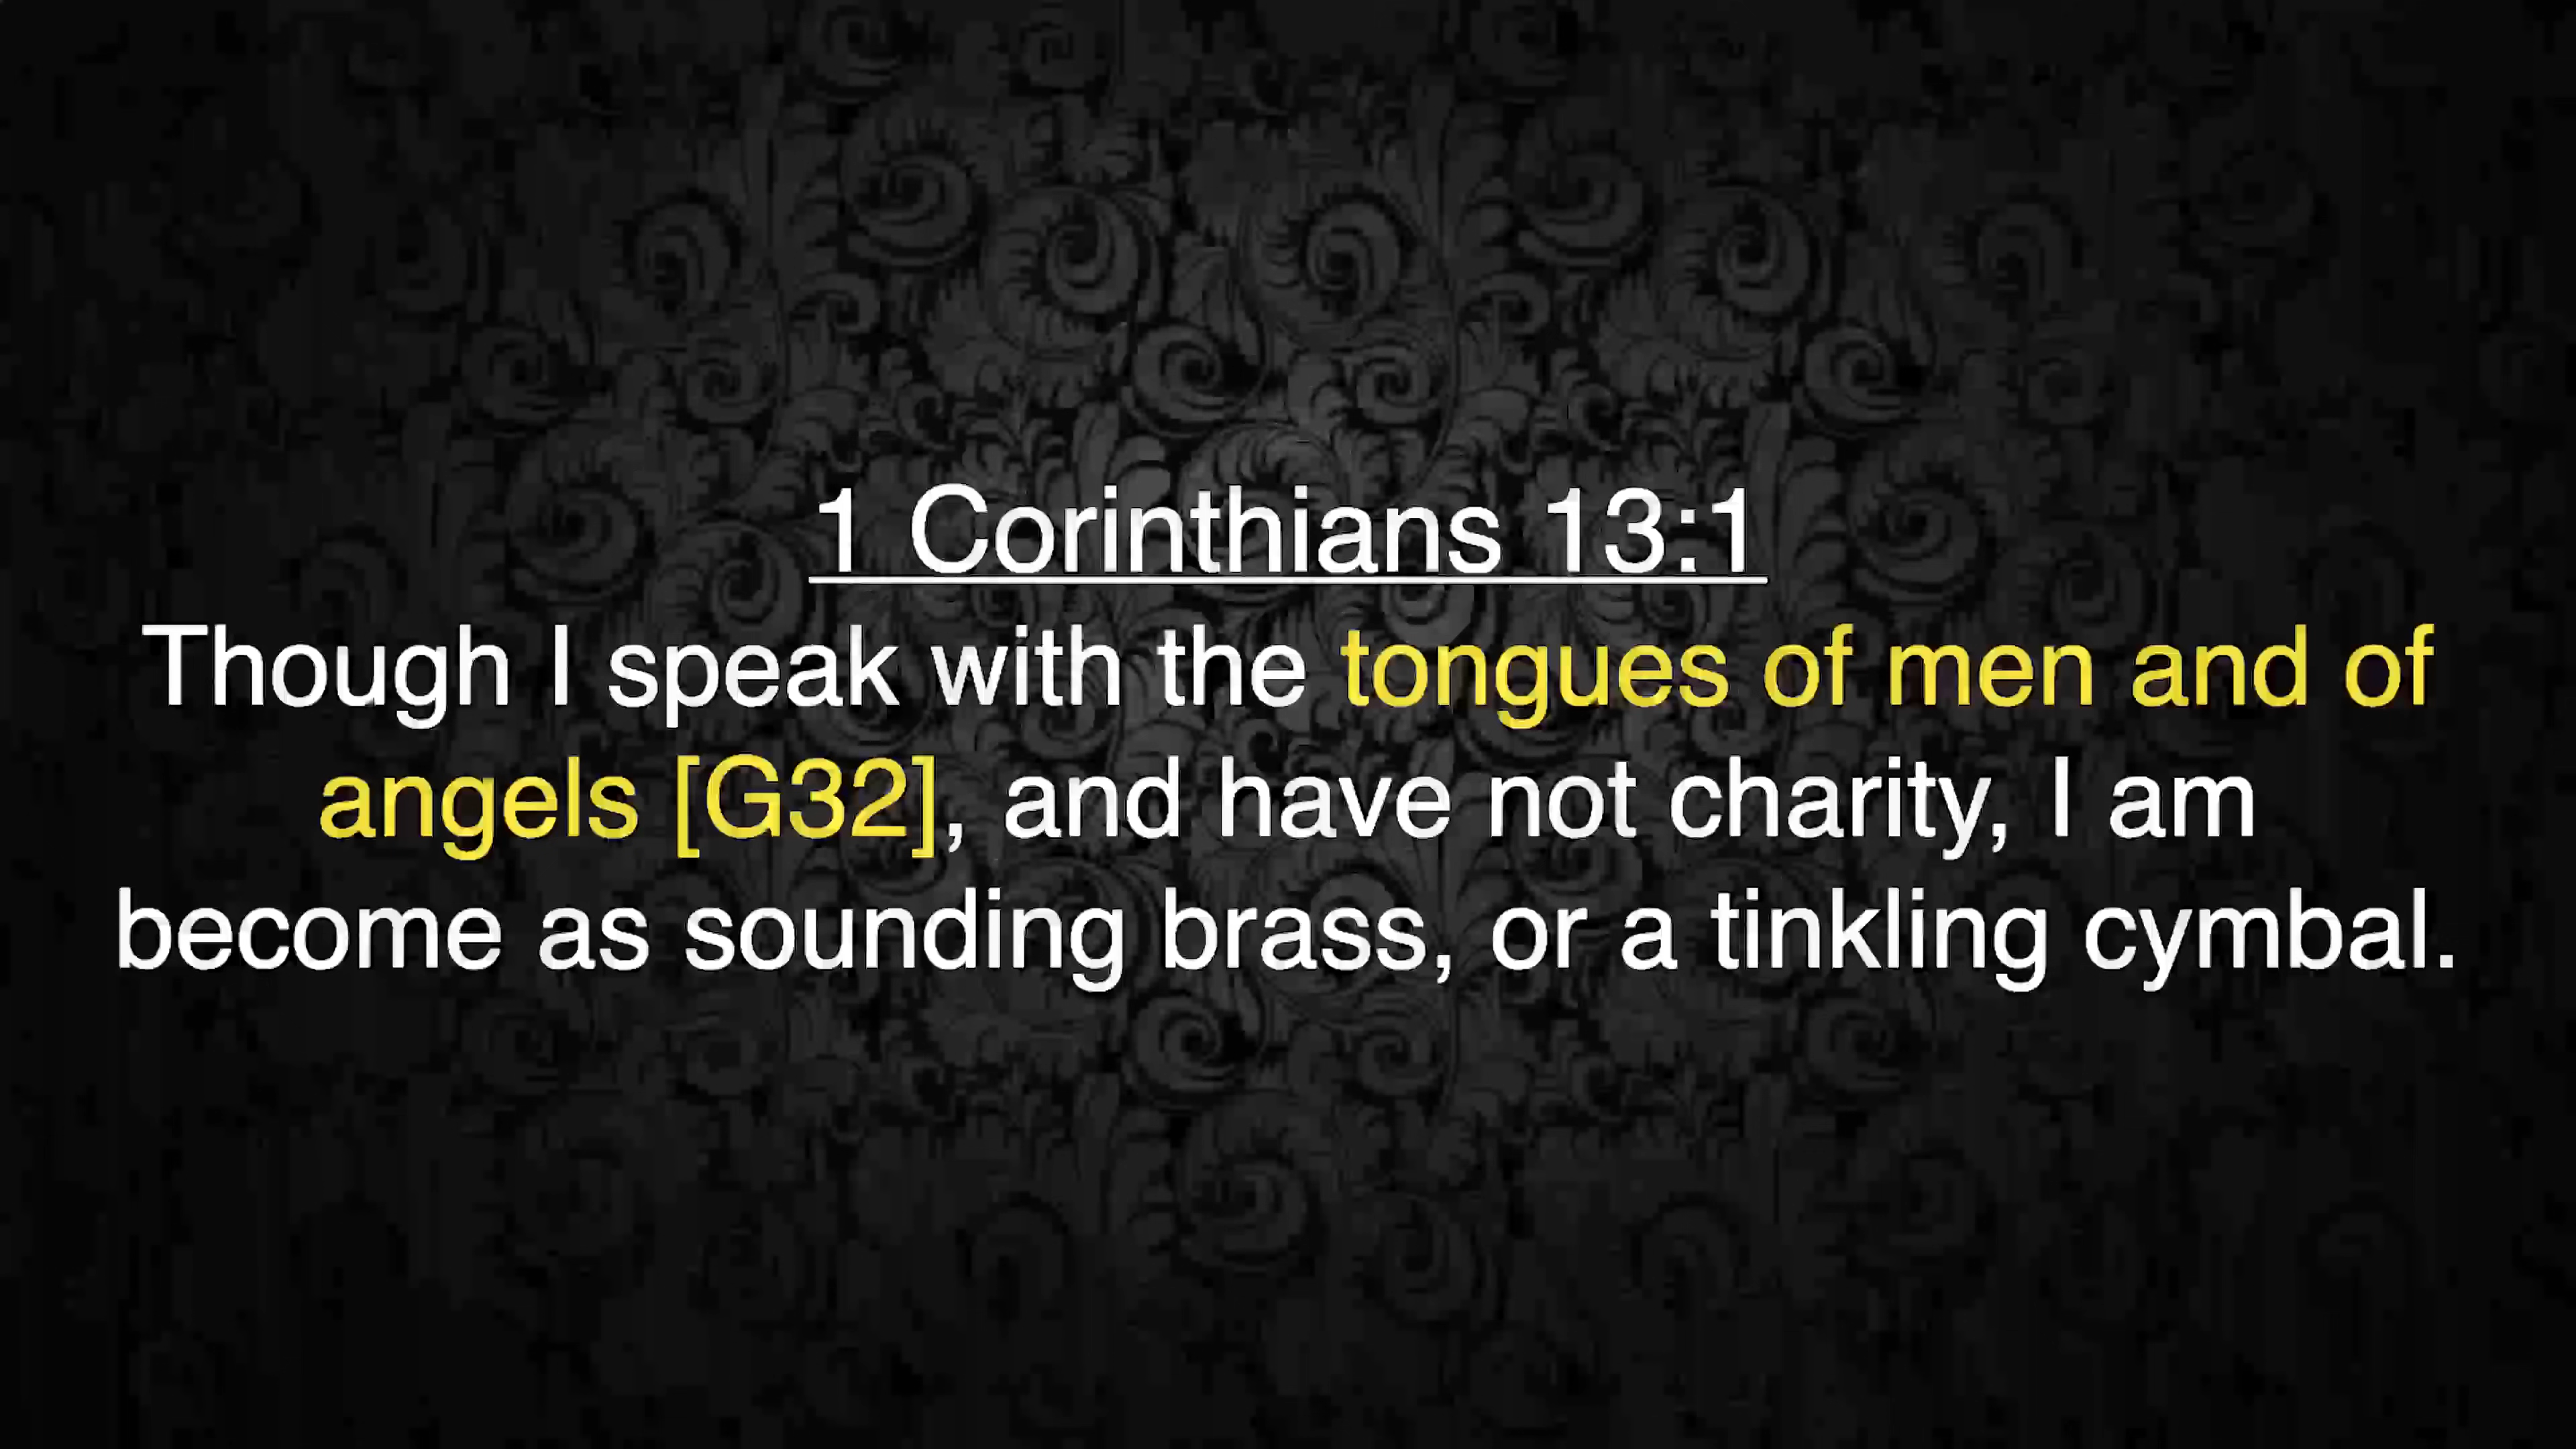 1 Corinthians 13:1
Though I speak with the tongues of men and of
angels [G32], and have not charity, I am
become as sounding brass, or a tinkling cymbal.